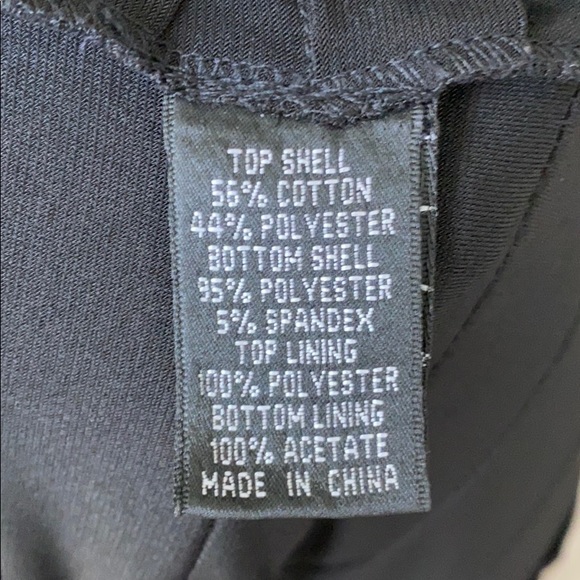 TOP SHELL
56% COTTON
44% POLYESTER
BOTTOM SHELL
95% POLYESTER
5% SPANDEX
TOP LINING
100% POLYESTER
BOTTOM LINING
100% ACETATE
MADE IN CHINA